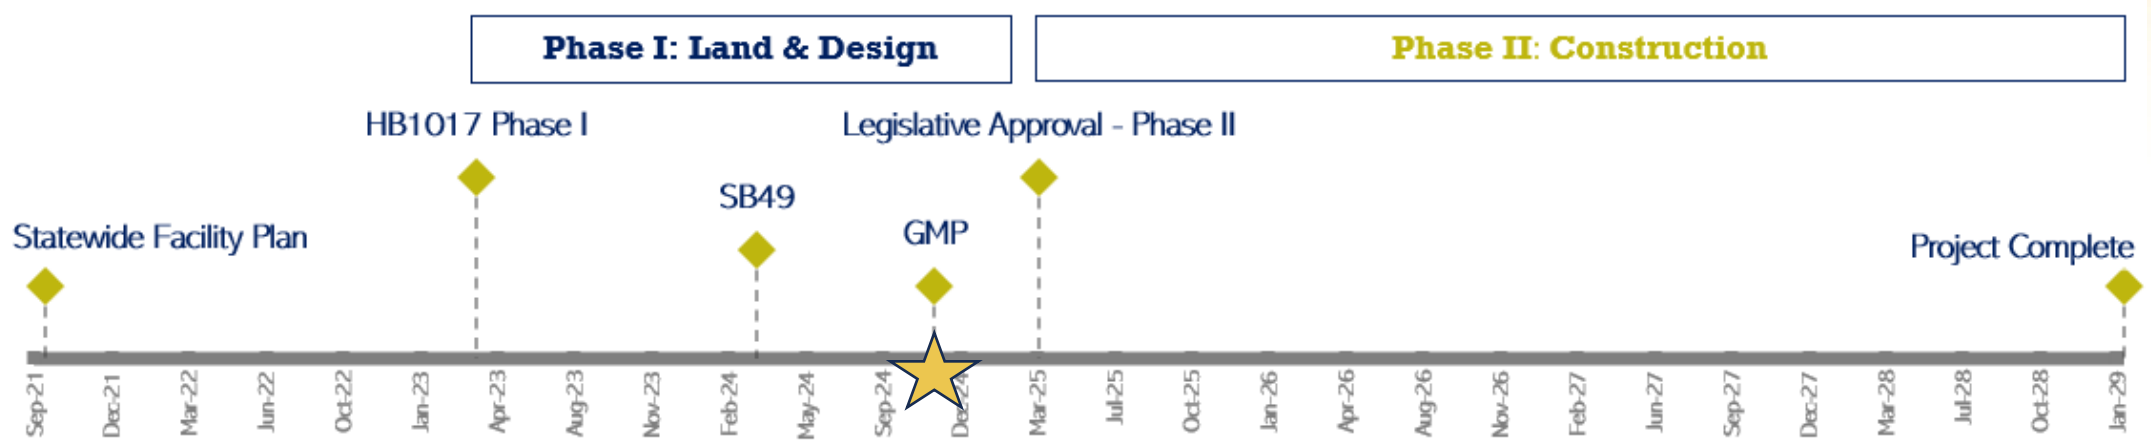 Phase I: Land & Design
Phase II: Construction
HB1017 Phase I
Legislative Approval - Phase II
SB49
GMP
Statewide Facility Plan
Project Complete
Sep-21
Dec-21
Mar-22
Jun-22
Oct-22
Jan-23
Apr-23
Aug-23
Nov-23
Feb-24
May-24
Sep-24
Dec-24
Mar-25
Jul-25
Oct-25
Jan-26
Apr-26
Aug-26
Nov-26
Feb-27
Jun-27
Sep-27
Dec-27
Mar-28
Jul-28
Oct-28
Jan-29